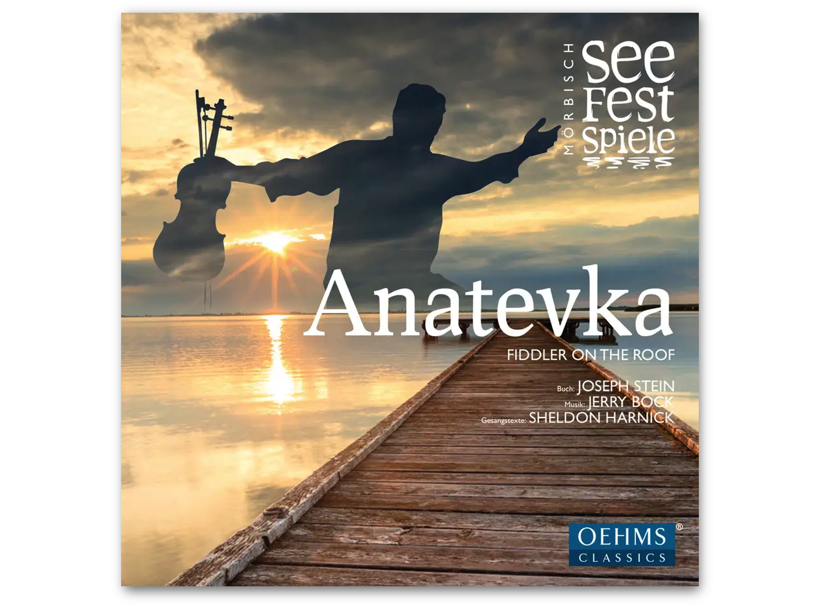 MÖRBISCH
See
Fest
Spiele
Anatevka
FIDDLER ON THE ROOF
Buch: JOSEPH STEIN
Musik: JERRY BOCK
Gesangstexte: SHELDON HARNICK
OEHMS®
CLASSICS